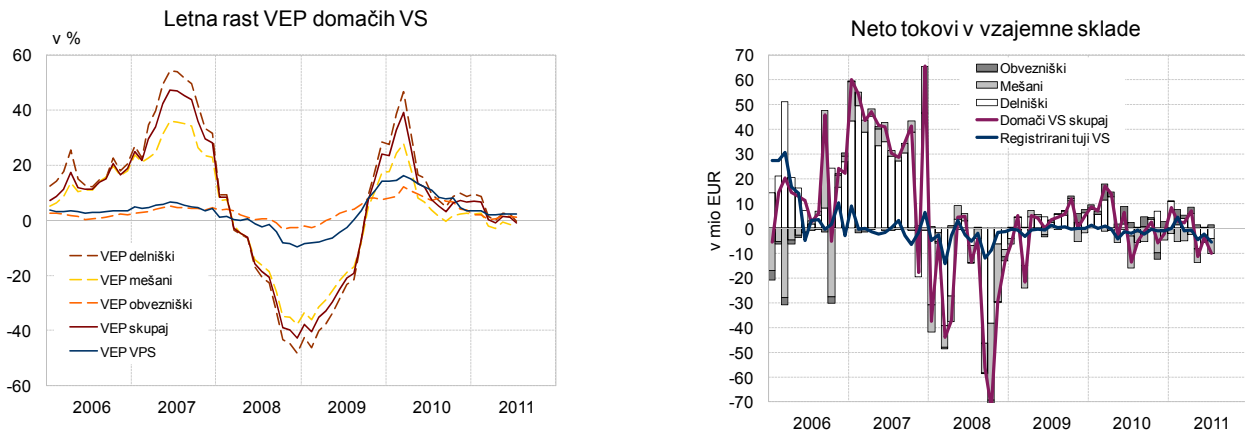 Letna rast VEP domačih VS
v %
60
40
20
0
-20
-40
-60
VEP delniški
VEP mešani
VEP obvezniški
VEP skupaj
VEP VPS
2006 2007 2008 2009 2010 2011
Neto tokovi v vzajemne sklade
v mio EUR
70
60
50
40
30
20
10
0
-10
-20
-30
-40
-50
-60
-70
Obvezniški
Mešani
Delniški
Domači VS skupaj
Registrirani tuji VS
2006 2007 2008 2009 2010 2011